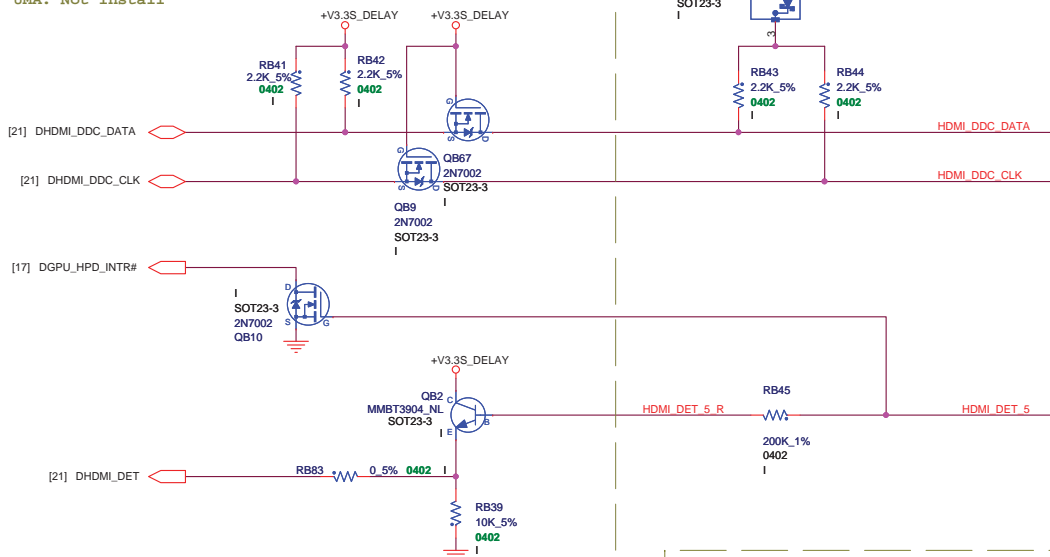 UMA: Not Install
SOT23-3
I
3
+V3.3S_DELAY
+V3.3S_DELAY
RB41
2.2K_5%
0402
I
RB42
2.2K_5%
0402
I
RB43
2.2K_5%
0402
I
RB44
2.2K_5%
0402
I
G
S
D
[21] DHDMI_DDC_DATA
HDMI_DDC_DATA
G
S
D
QB67
2N7002
SOT23-3
I
[21] DHDMI_DDC_CLK
HDMI_DDC_CLK
QB9
2N7002
SOT23-3
I
[17] DGPU_HPD_INTR#
I
SOT23-3
2N7002
QB10
D
S
G
+V3.3S_DELAY
QB2
MMBT3904_NL
SOT23-3
I
C
B
E
HDMI_DET_5_R
RB45
200K_1%
0402
I
HDMI_DET_5
[21] DHDMI_DET
RB83
0_5%
0402
I
RB39
10K_5%
0402
I